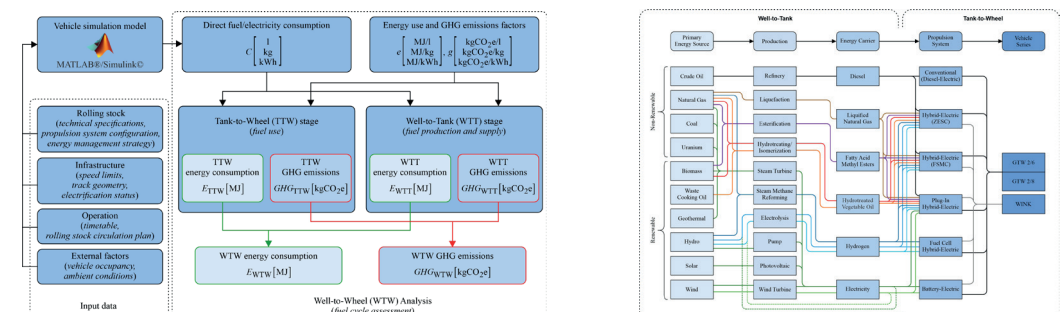 Vehicle simulation model
MATLAB®/Simulink©
Direct fuel/electricity consumption
C [ l
kg
kWh ]
Energy use and GHG emissions factors
e [ MJ/l
MJ/kg
MJ/kWh ] , g [ kgCO2e/l
kgCO2e/kg
kgCO2e/kWh ]
Rolling stock
(technical specifications,
propulsion system configuration,
energy management strategy)
Infrastructure
(speed limits,
track geometry,
electrification status)
Operation
(timetable,
rolling stock circulation plan)
External factors
(vehicle occupancy,
ambient conditions)
Input data
Tank-to-Wheel (TTW) stage
(fuel use)
TTW
energy consumption
ETTW[MJ]
TTW
GHG emissions
GHGTTW[kgCO2e]
Well-to-Tank (WTT) stage
(fuel production and supply)
WTT
energy consumption
EWTT[MJ]
WTT
GHG emissions
GHGWTT[kgCO2e]
WTW energy consumption
EWTW[MJ]
WTW GHG emissions
GHGWTW[kgCO2e]
Well-to-Wheel (WTW) Analysis
(fuel cycle assessment)
Well-to-Tank
Tank-to-Wheel
Primary
Energy Source
Production
Energy Carrier
Propulsion
System
Vehicle
Series
Non-Renewable
Renewable
Crude Oil
Natural Gas
Coal
Uranium
Biomass
Waste
Cooking Oil
Geothermal
Hydro
Solar
Wind
Refinery
Liquefaction
Esterification
Hydrotreating/
Isomerization
Steam Turbine
Steam Methane
Reforming
Electrolysis
Pump
Photovoltaic
Wind Turbine
Diesel
Liquified
Natural Gas
Fatty Acid
Methyl Esters
Hydrotreated
Vegetable Oil
Hydrogen
Electricity
Conventional
(Diesel-Electric)
Hybrid-Electric
(ZESC)
Hybrid-Electric
(FSMC)
Plug-In
Hybrid-Electric
Fuel Cell
Hybrid-Electric
Battery-Electric
GTW 2/6
GTW 2/8
WINK